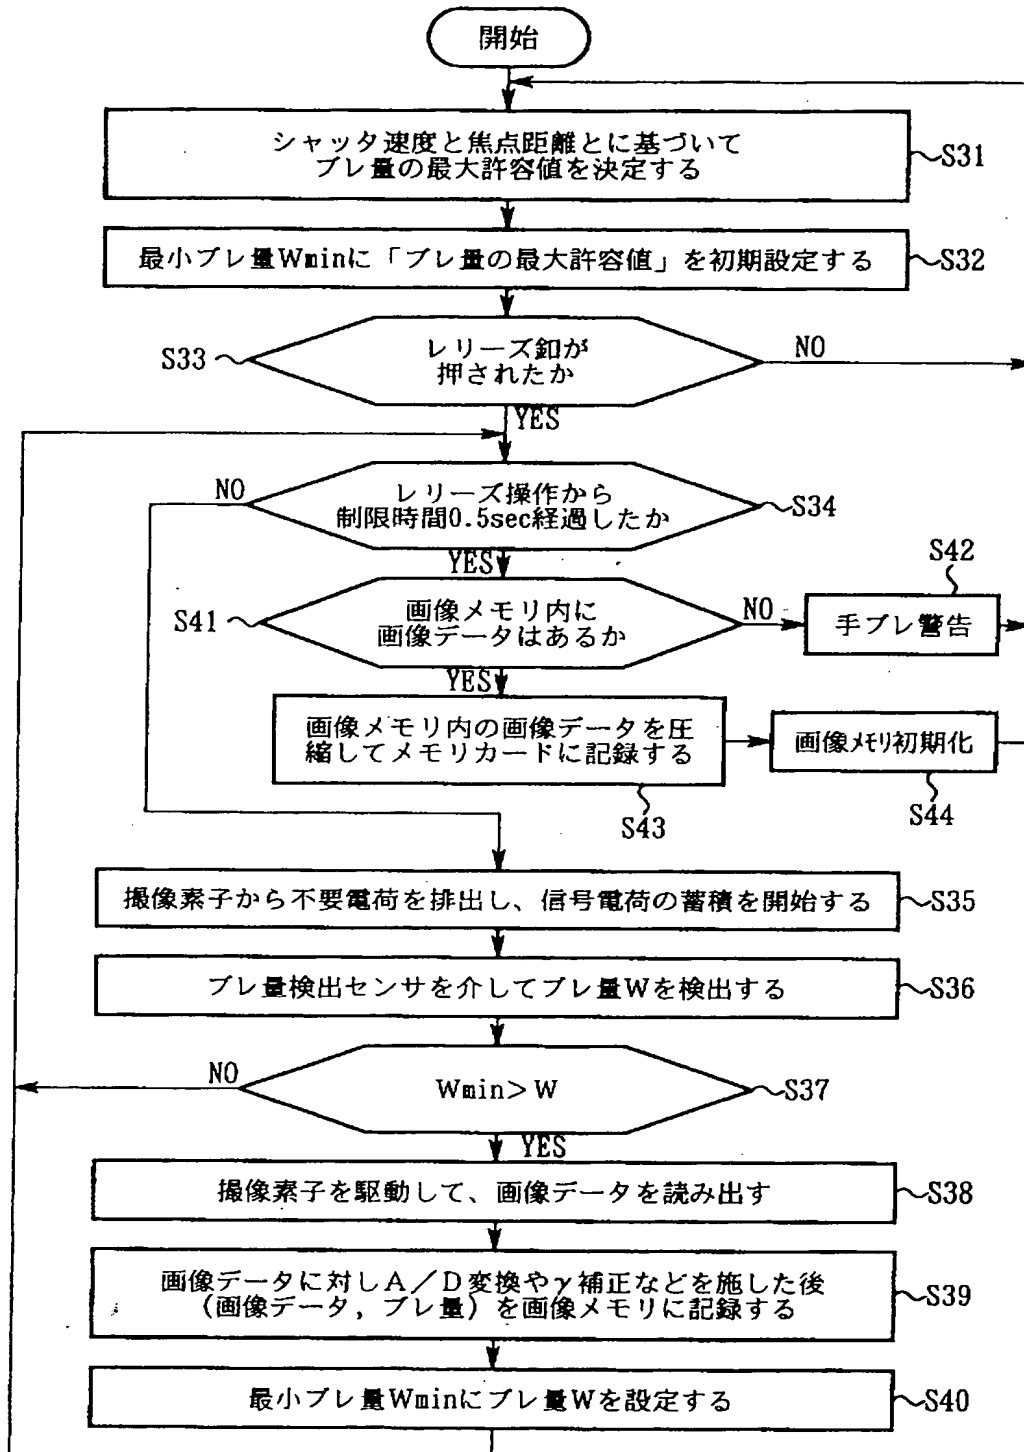 開始
シャッタ速度と焦点距離とに基づいて
ブレ量の最大許容値を決定する
S31
最小ブレ量Wminに「ブレ量の最大許容値」を初期設定する
S32
S33
レリーズ釦が
押されたか
NO
YES
NO
レリーズ操作から
制限時間0.5sec経過したか
S34
YES
S42
S41
画像メモリ内に
画像データはあるか
NO
手ブレ警告
YES
画像メモリ内の画像データを圧
縮してメモリカードに記録する
画像メモリ初期化
S43
S44
撮像素子から不要電荷を排出し、信号電荷の蓄積を開始する
S35
ブレ量検出センサを介してブレ量Wを検出する
S36
NO
Wmin>W
S37
YES
撮像素子を駆動して、画像データを読み出す
S38
画像データに対しA/D変換やγ補正などを施した後
(画像データ,ブレ量)を画像メモリに記録する
S39
最小ブレ量Wminにブレ量Wを設定する
S40